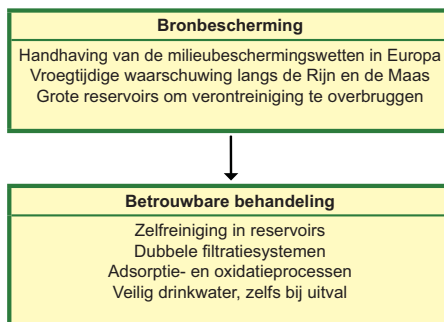 Bronbescherming
Handhaving van de milieubeschermingswetten in Europa
Vroegtijdige waarschuwing langs de Rijn en de Maas
Grote reservoirs om verontreiniging te overbruggen
Betrouwbare behandeling
Zelfreiniging in reservoirs
Dubbele filtratiesystemen
Adsorptie- en oxidatieprocessen
Veilig drinkwater, zelfs bij uitval